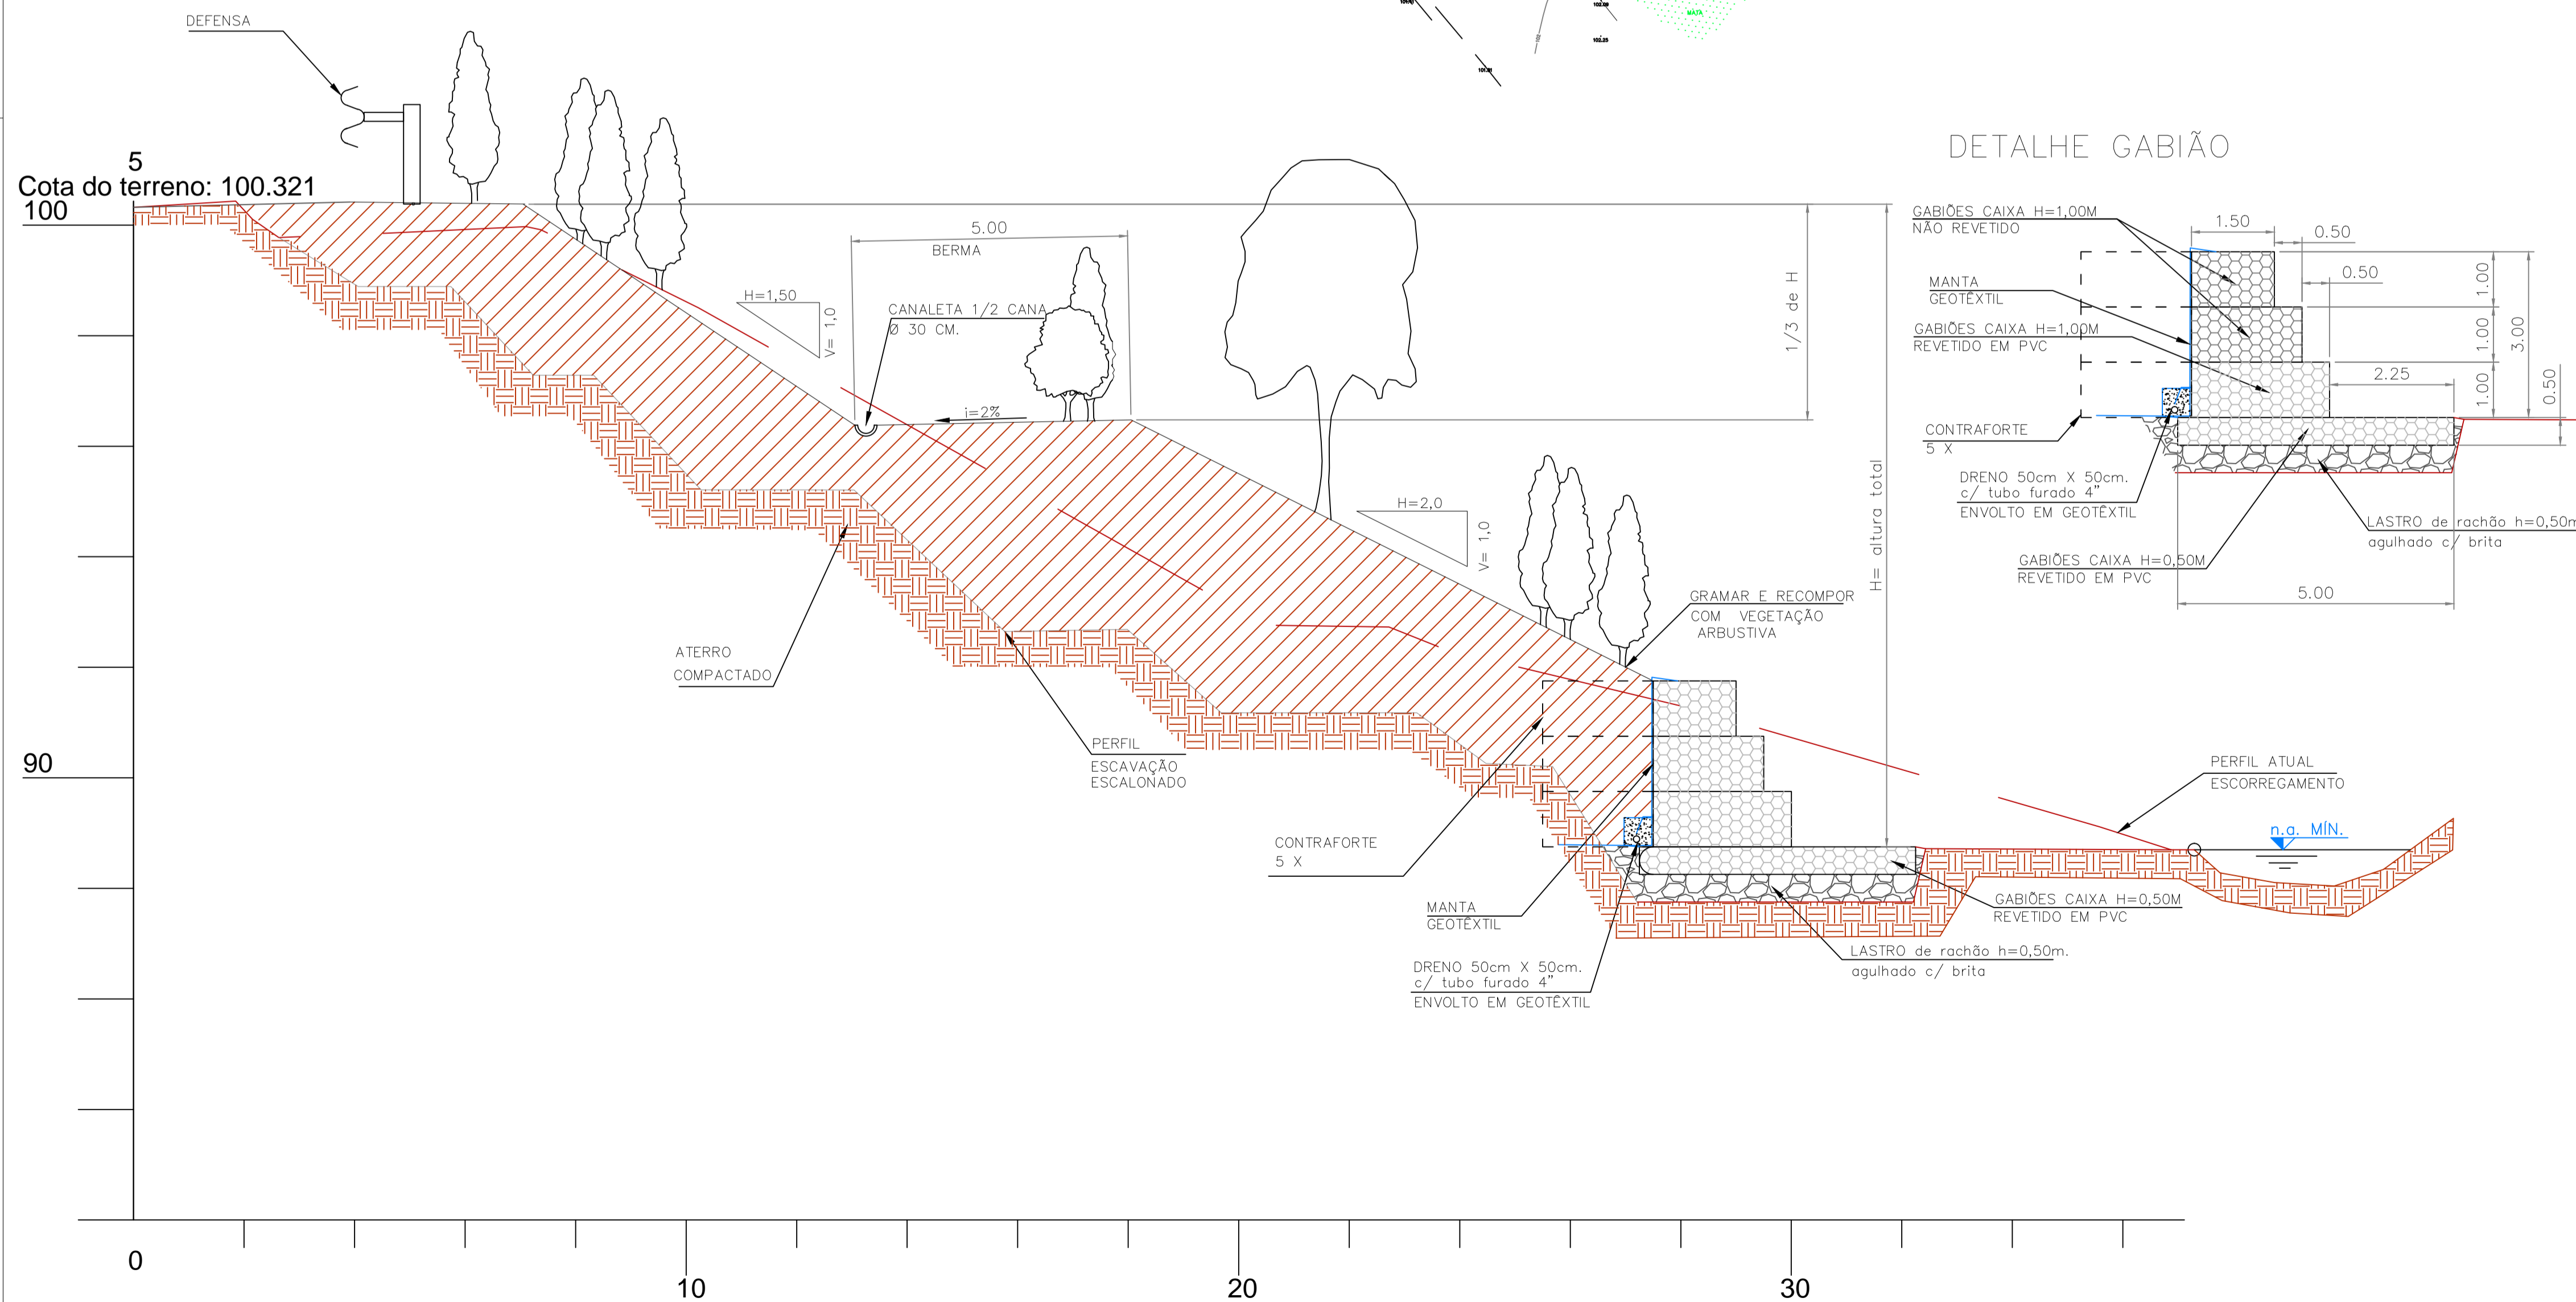 DEFENSA
5
Cota do terreno: 100.321
100
90
0
10
20
30
H=1,50
V= 1,0
5.00
BERMA
CANALETA 1/2 CANA
Ø 30 CM.
i=2%
1/3 de H
H= altura total
H=2,0
V= 1,0
GRAMAR E RECOMPOR
COM VEGETAÇÃO
ARBUSTIVA
ATERRO
COMPACTADO
PERFIL
ESCAVAÇÃO
ESCALONADO
CONTRAFORTE
5 X
MANTA
GEOTÊXTIL
DRENO 50cm X 50cm.
c/ tubo furado 4"
ENVOLTO EM GEOTÊXTIL
PERFIL ATUAL
ESCORREGAMENTO
n.a. MÍN.
GABIÕES CAIXA H=0,50M
REVETIDO EM PVC
LASTRO de rachão h=0,50m.
agulhado c/ brita
102.25
MATA
DETALHE GABIÃO
GABIÕES CAIXA H=1,00M
NÃO REVETIDO
MANTA
GEOTÊXTIL
GABIÕES CAIXA H=1,00M
REVETIDO EM PVC
CONTRAFORTE
5 X
DRENO 50cm X 50cm.
c/ tubo furado 4"
ENVOLTO EM GEOTÊXTIL
GABIÕES CAIXA H=0,50M
REVETIDO EM PVC
LASTRO de rachão h=0,50m
agulhado c/ brita
1.50
0.50
0.50
1.00
1.00
1.00
3.00
2.25
0.50
5.00